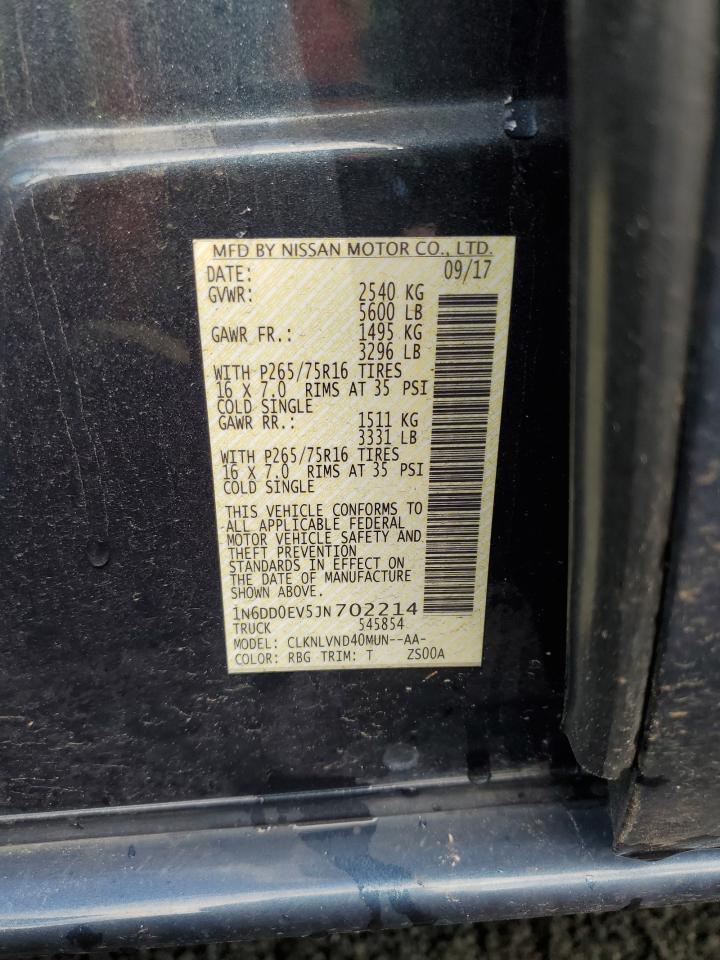 MFD BY NISSAN MOTOR CO., LTD.
DATE: 09/17
GVWR: 2540 KG
5600 LB
GAWR FR.: 1495 KG
3296 LB
WITH P265/75R16 TIRES
16 X 7.0 RIMS AT 35 PSI
COLD SINGLE
GAWR RR.: 1511 KG
3331 LB
WITH P265/75R16 TIRES
16 X 7.0 RIMS AT 35 PSI
COLD SINGLE
THIS VEHICLE CONFORMS TO
ALL APPLICABLE FEDERAL
MOTOR VEHICLE SAFETY AND
THEFT PREVENTION
STANDARDS IN EFFECT ON
THE DATE OF MANUFACTURE
SHOWN ABOVE.
1N6DD0EV5JN702214
TRUCK 545854
MODEL: CLKNLVND40MUN--AA-
COLOR: RBG TRIM: T ZS00A